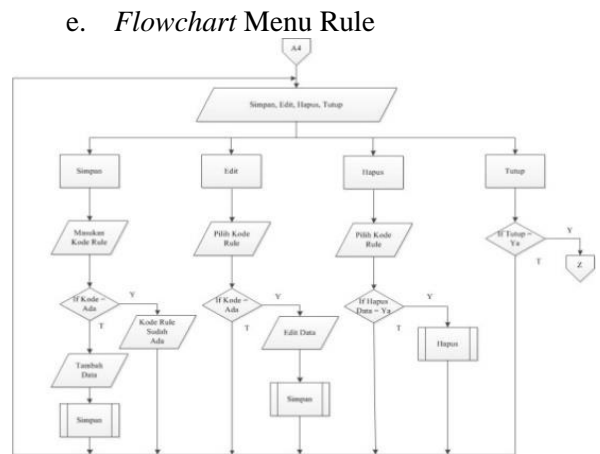 e. Flowchart Menu Rule
A4
Simpan, Edit, Hapus, Tutup
Simpan
Edit
Hapus
Tutup
Masukan
Kode Rule
Pilih Kode
Rule
Pilih Kode
Rule
If Tutup =
Ya
Y
T
Z
If Kode =
Ada
Y
T
Kode Rule
Sudah
Ada
If Kode =
Ada
Y
T
Edit Data
If Hapus
Data = Ya
Y
T
Hapus
Tambah
Data
Simpan
Simpan